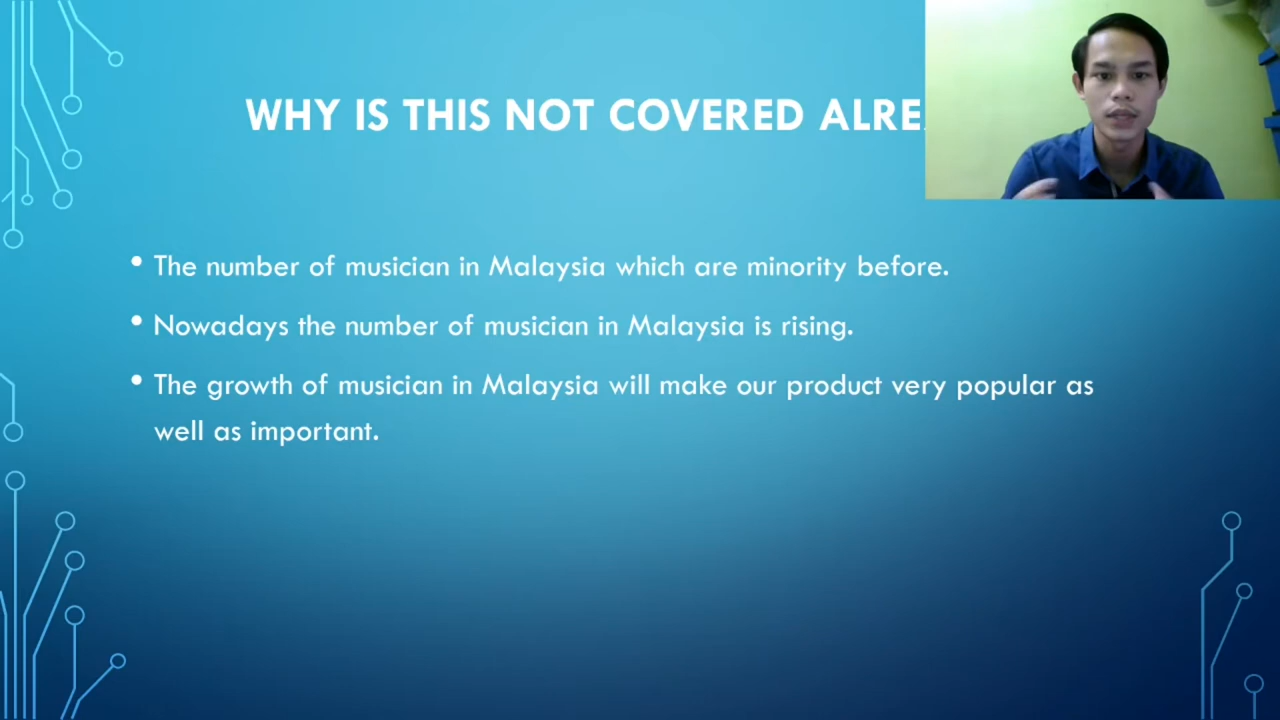 WHY IS THIS NOT COVERED
• The number of musician in Malaysia which are minority before.
• Nowadays the number of musician in Malaysia is rising.
• The growth of musician in Malaysia will make our product very popular as
well as important.